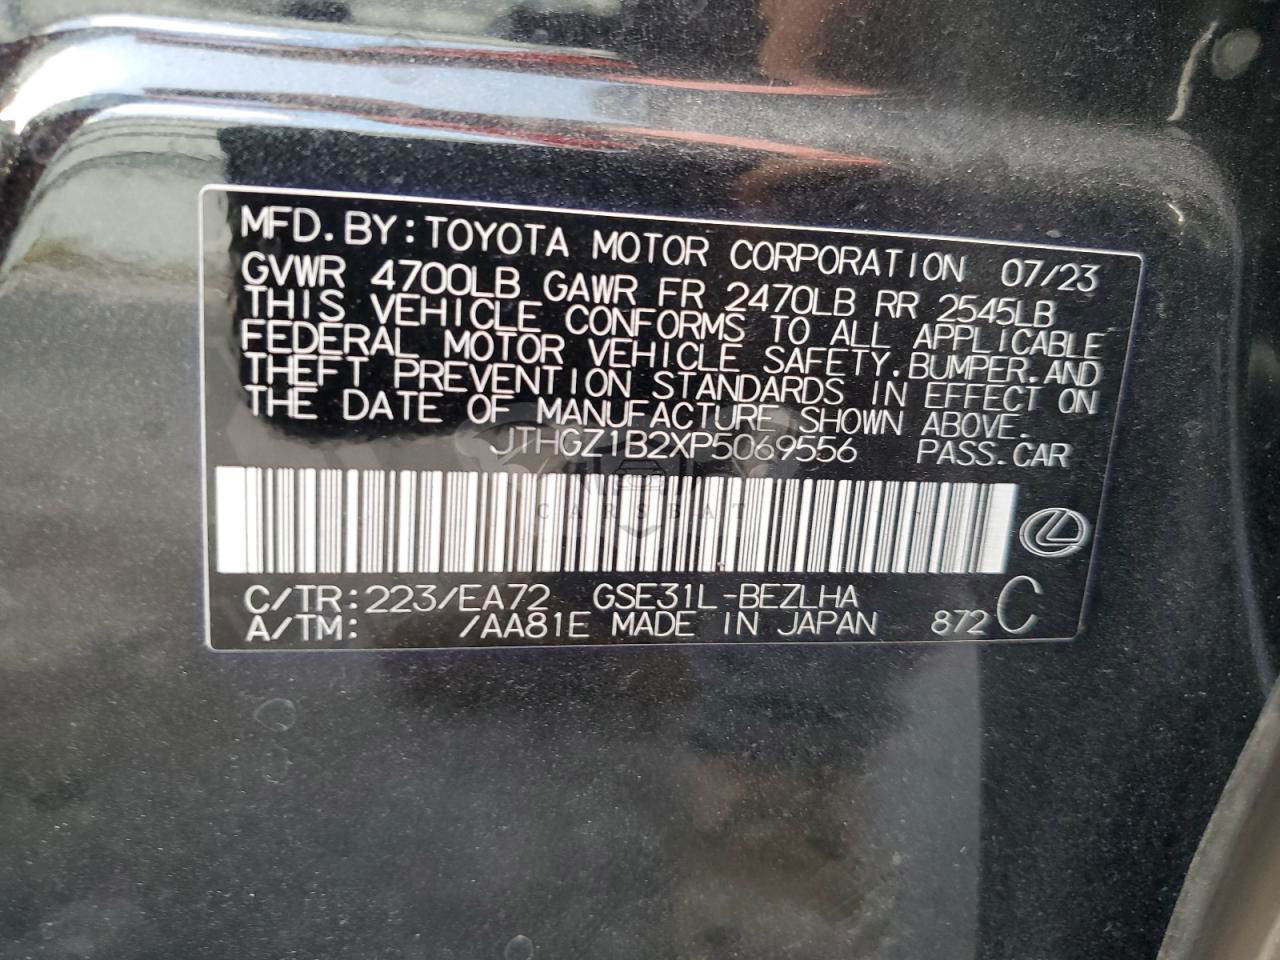 MFD.BY:TOYOTA MOTOR CORPORATION 07/23
GVWR 4700LB GAWR FR 2470LB RR 2545LB
THIS VEHICLE CONFORMS TO ALL APPLICABLE
FEDERAL MOTOR VEHICLE SAFETY.BUMPER.AND
THEFT PREVENTION STANDARDS IN EFFECT ON
THE DATE OF MANUFACTURE SHOWN ABOVE.
JTHGZ1B2XP5069556 PASS.CAR
CARSBAT
C/TR:223/EA72 GSE31L-BEZLHA
A/TM: /AA81E MADE IN JAPAN 872 C